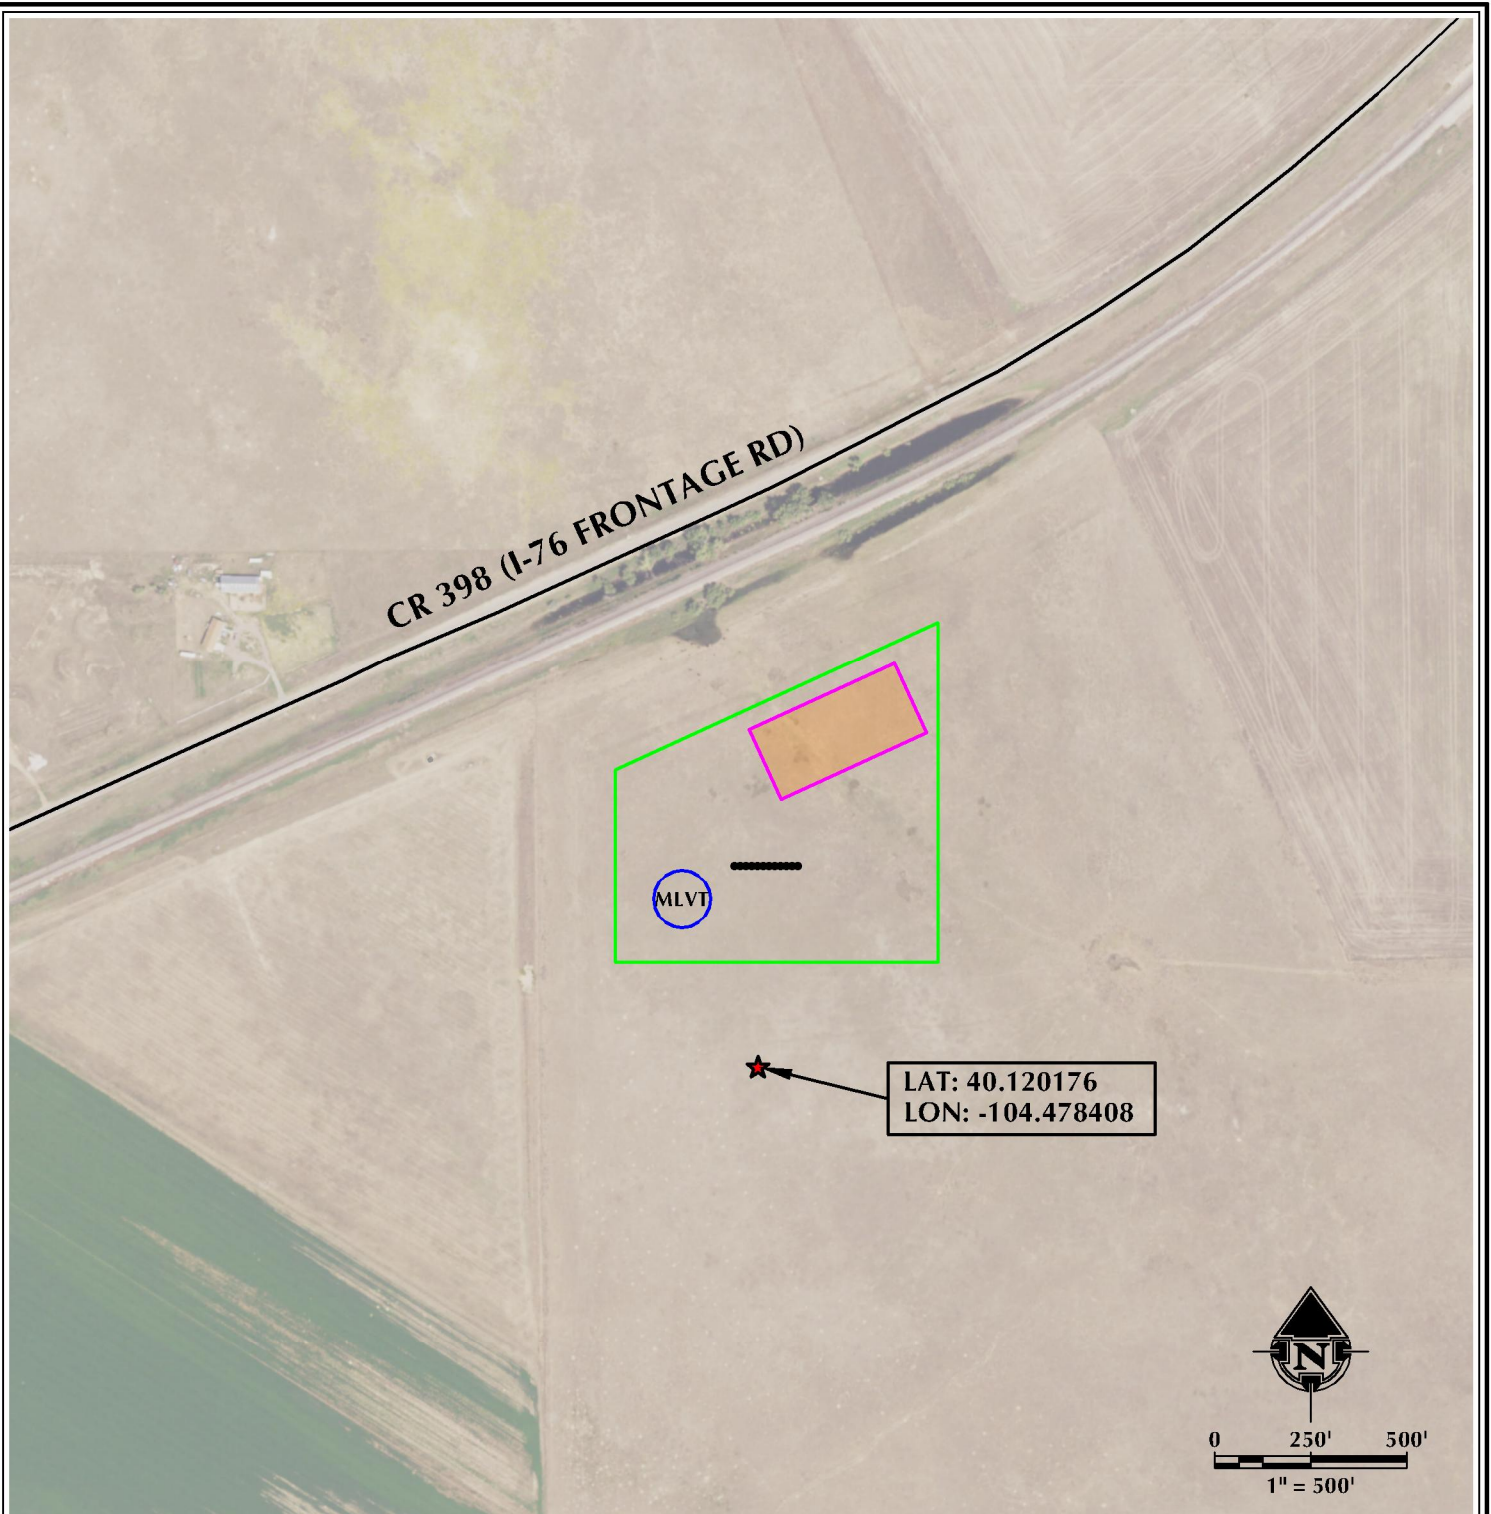 CR 398 (I-76 FRONTAGE RD)
MLVT
LAT: 40.120176
LON: -104.478408
N
0 250' 500'
1" = 500'